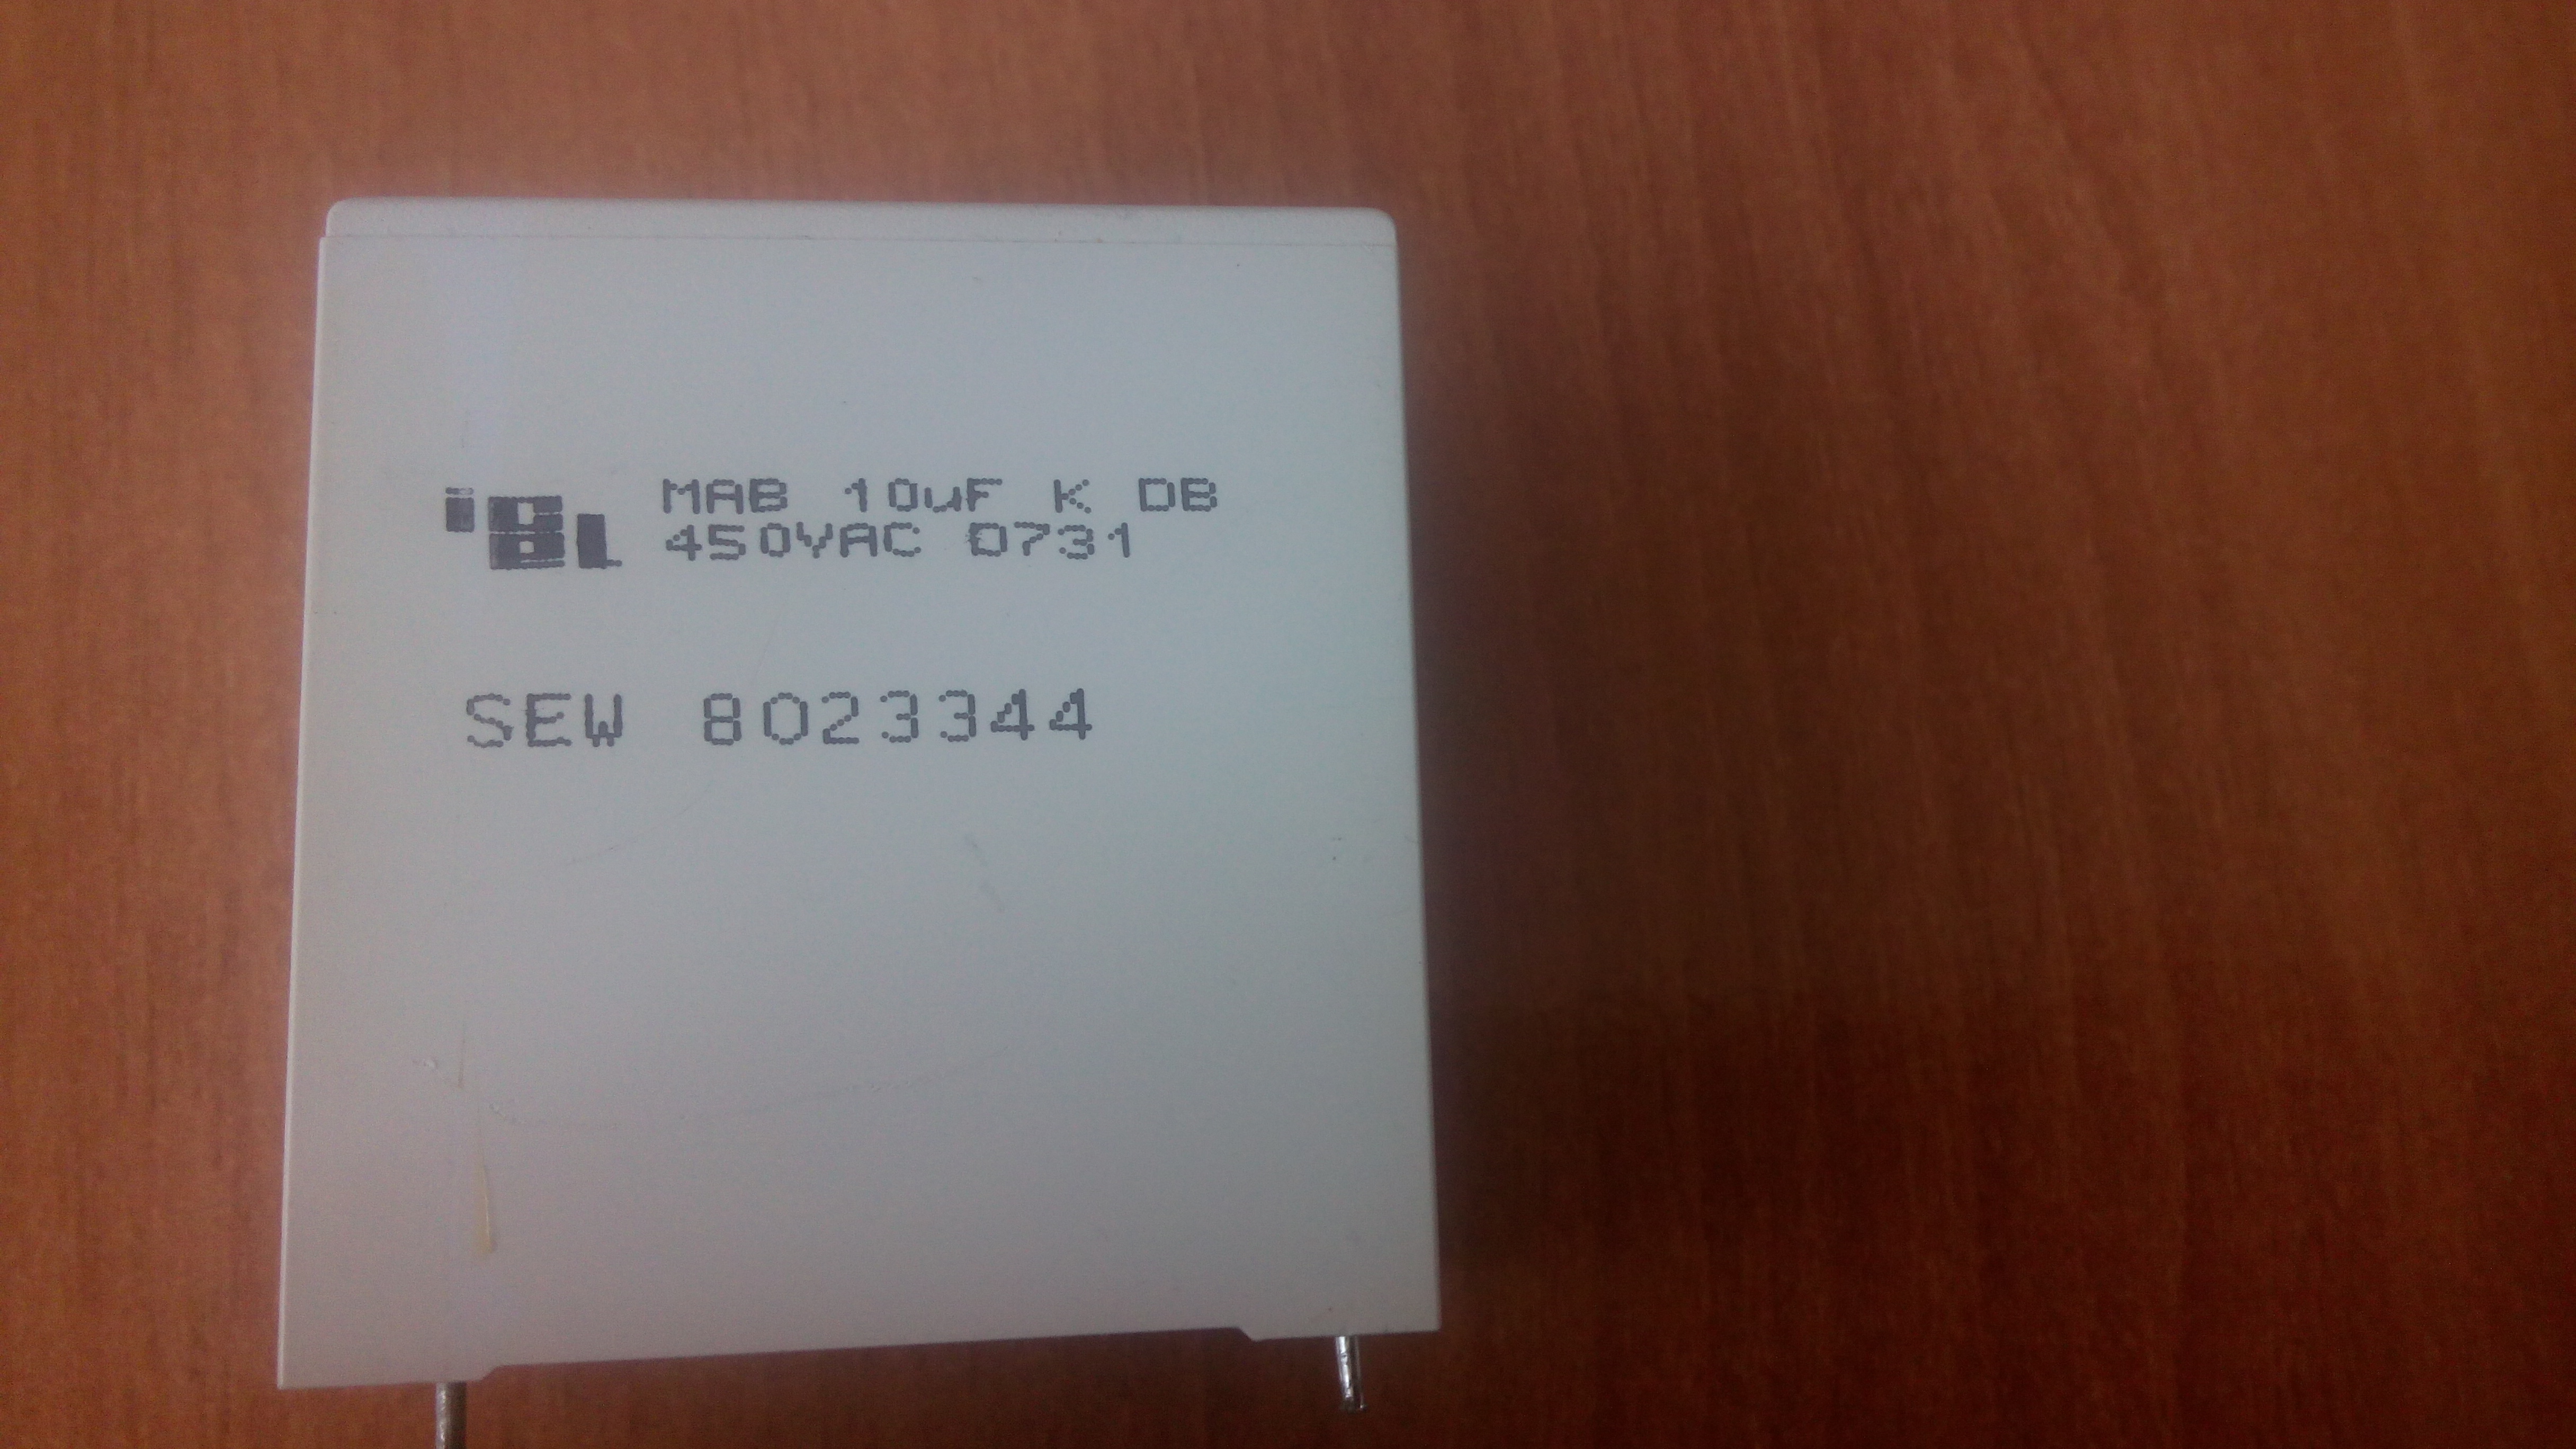 MAB 10uF K DB
450VAC 0731
SEW 8023344